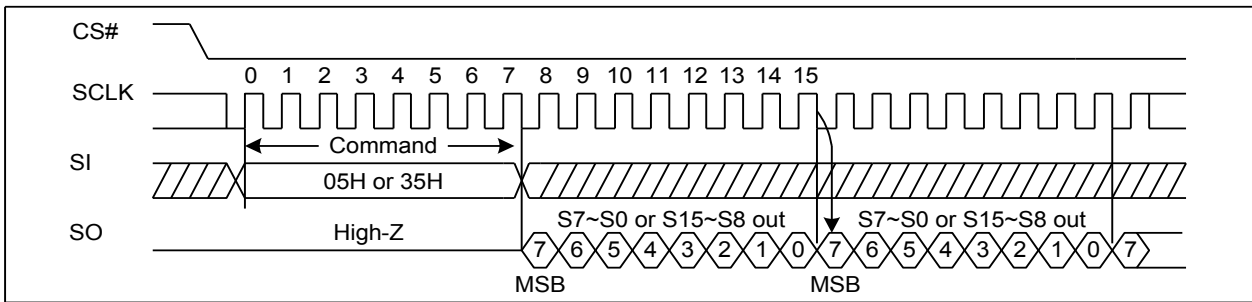 CS#
0 1 2 3 4 5 6 7 8 9 10 11 12 13 14 15
SCLK
Command
SI
05H or 35H
S7~S0 or S15~S8 out S7~S0 or S15~S8 out
SO
High-Z
7 6 5 4 3 2 1 0 7 6 5 4 3 2 1 0 7
MSB MSB